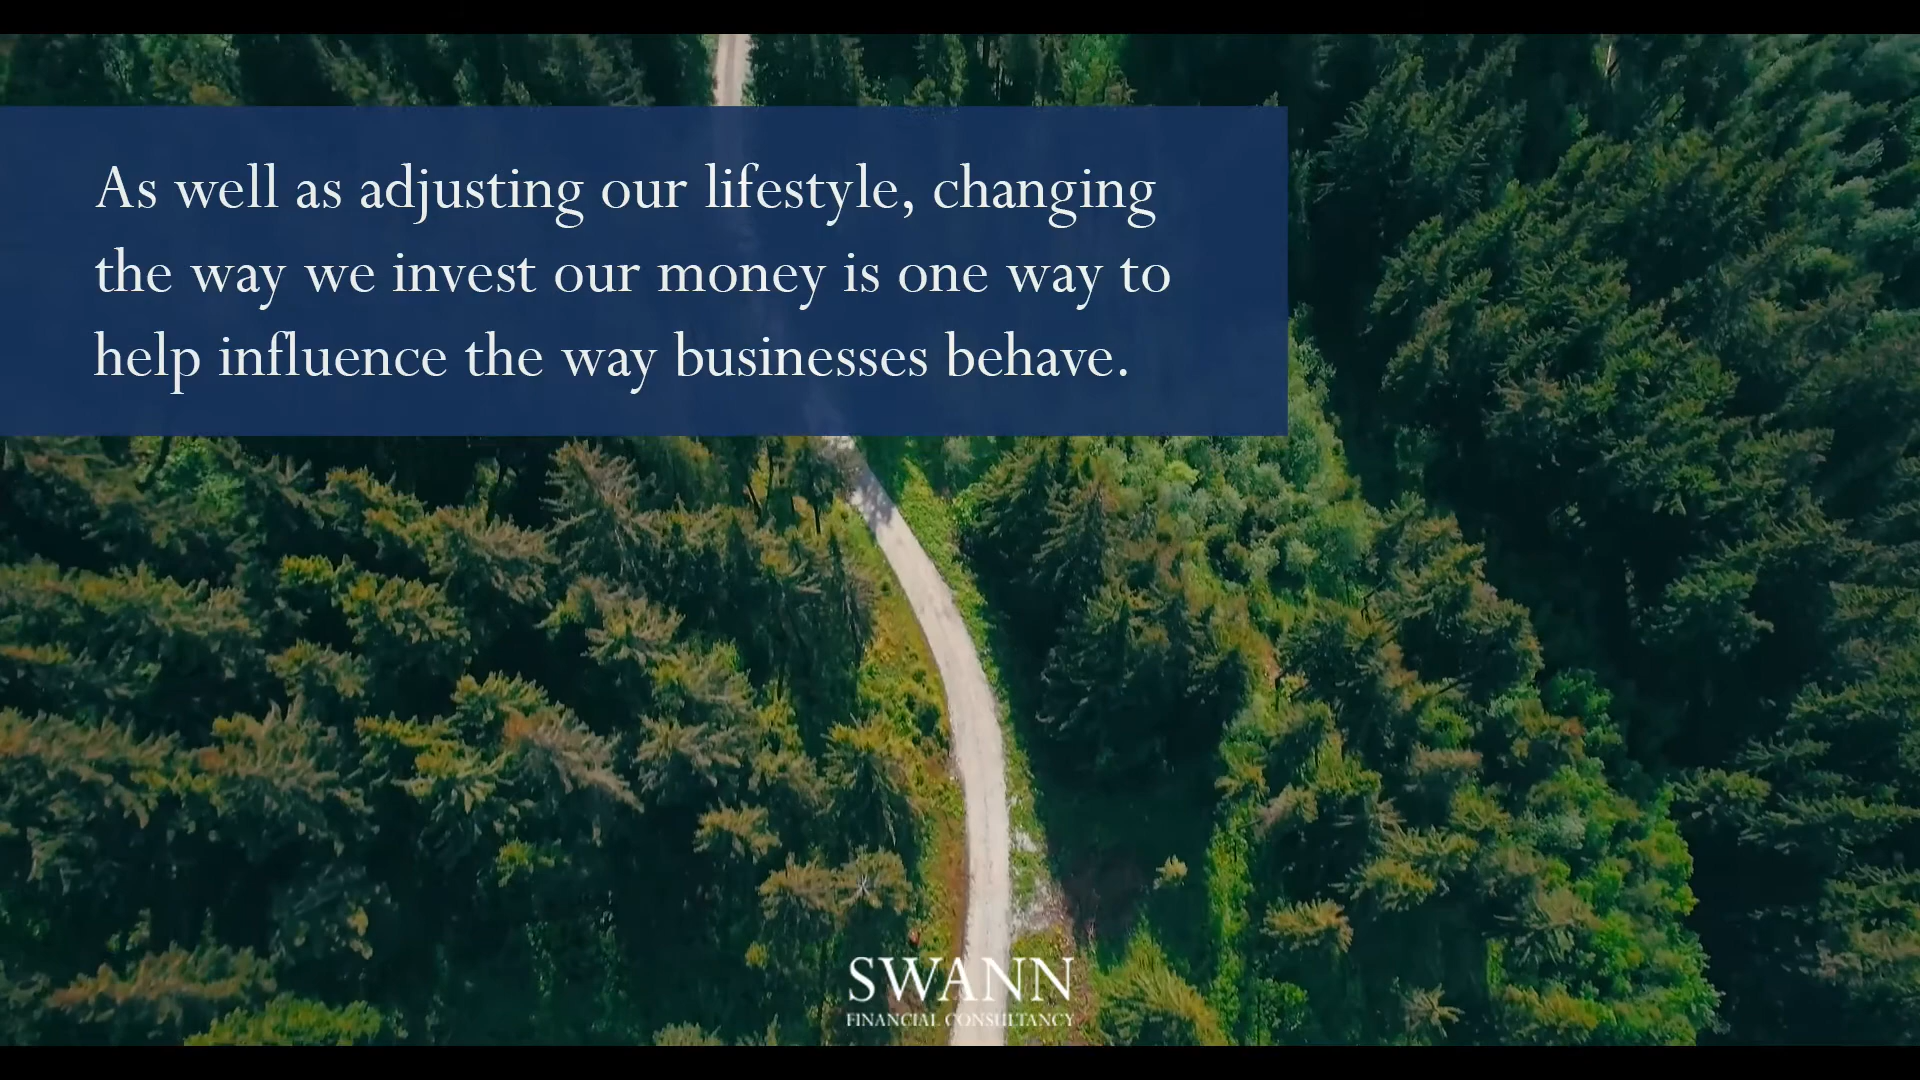 As well as adjusting our lifestyle, changing
the way we invest our money is one way to
help influence the way businesses behave.
SWANN
FINANCIAL CONSULTANCY